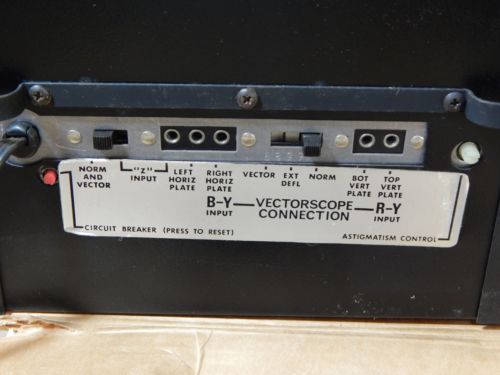 NORM AND VECTOR
"Z" INPUT
LEFT HORIZ PLATE
RIGHT HORIZ PLATE
VECTOR
EXT DEFL
NORM
BOT VERT PLATE
TOP VERT PLATE
B-Y INPUT
VECTORSCOPE CONNECTION
R-Y INPUT
CIRCUIT BREAKER (PRESS TO RESET)
ASTIGMATISM CONTROL